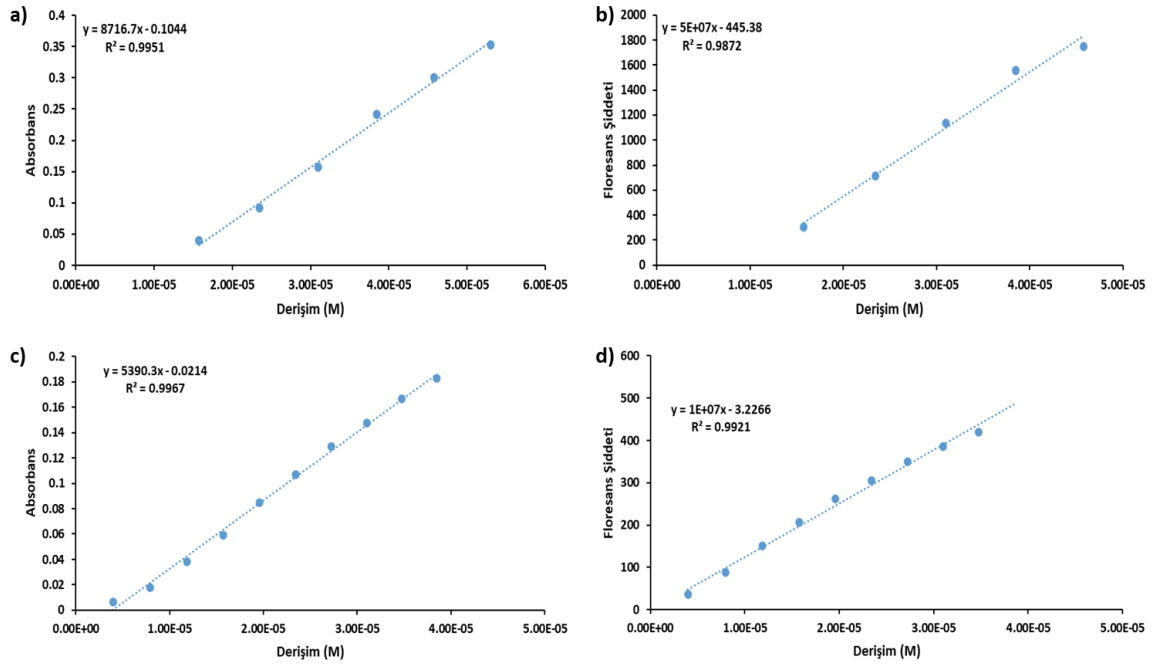 a)
y = 8716.7x - 0.1044
R² = 0.9951
Absorbans
0.4
0.35
0.3
0.25
0.2
0.15
0.1
0.05
0
0.00E+00 1.00E-05 2.00E-05 3.00E-05 4.00E-05 5.00E-05 6.00E-05
Derişim (M)
b)
y = 5E+07x - 445.38
R² = 0.9872
Floresans Şiddeti
2000
1800
1600
1400
1200
1000
800
600
400
200
0
0.00E+00 1.00E-05 2.00E-05 3.00E-05 4.00E-05 5.00E-05
Derişim (M)
c)
y = 5390.3x - 0.0214
R² = 0.9967
Absorbans
0.2
0.18
0.16
0.14
0.12
0.1
0.08
0.06
0.04
0.02
0
0.00E+00 1.00E-05 2.00E-05 3.00E-05 4.00E-05 5.00E-05
Derişim (M)
d)
y = 1E+07x - 3.2266
R² = 0.9921
Floresans Şiddeti
600
500
400
300
200
100
0
0.00E+00 1.00E-05 2.00E-05 3.00E-05 4.00E-05 5.00E-05
Derişim (M)